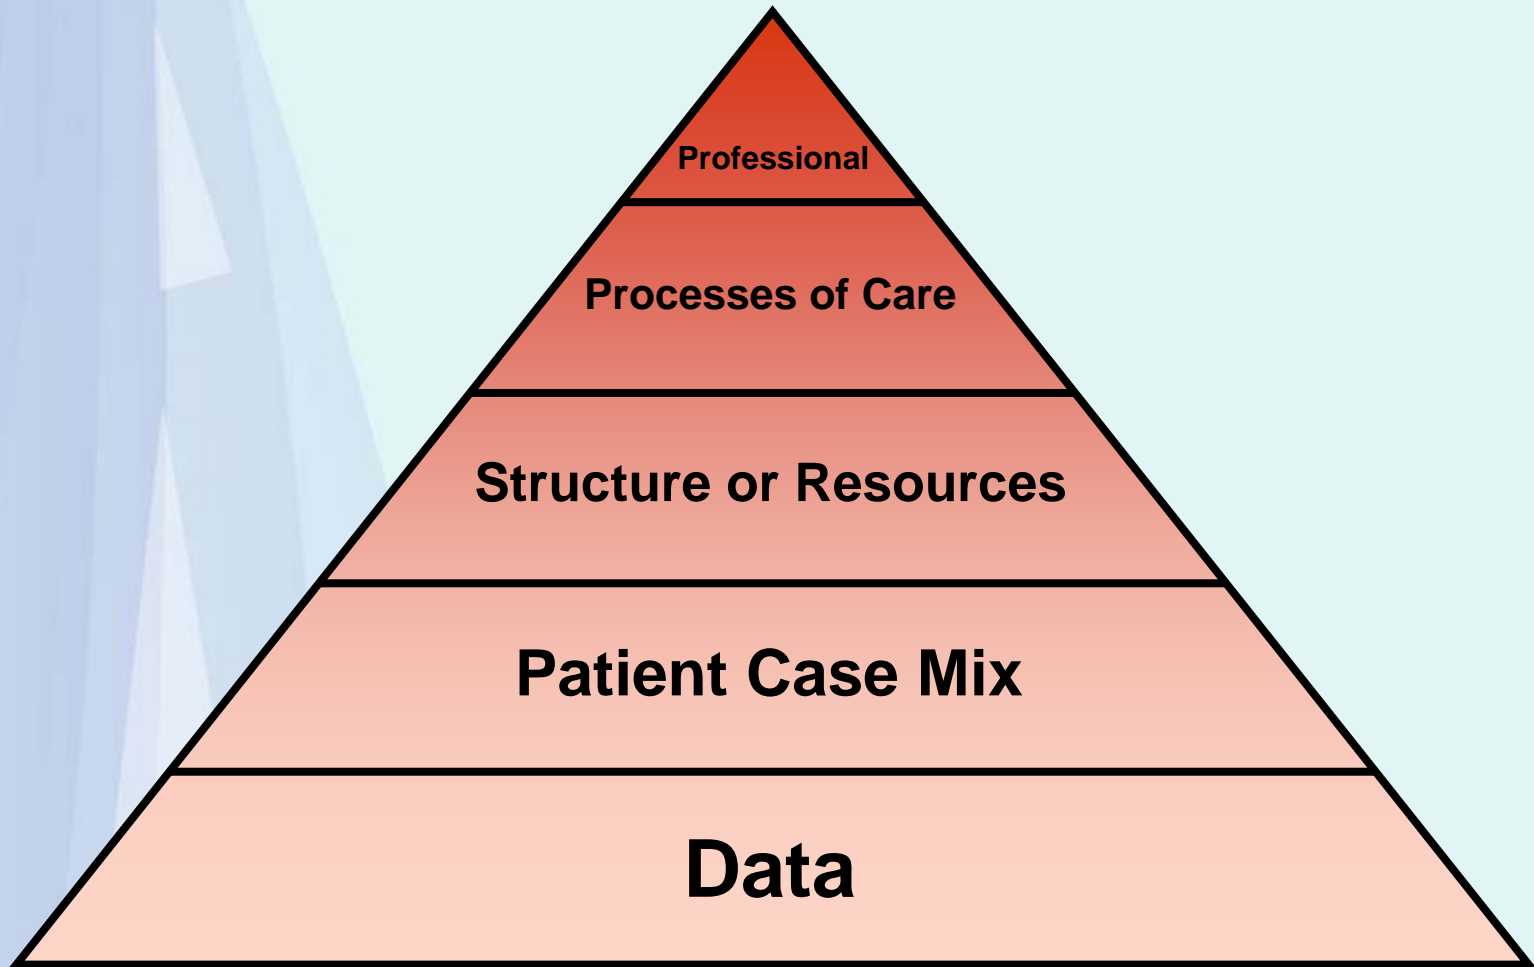 Professional
Processes of Care
Structure or Resources
Patient Case Mix
Data